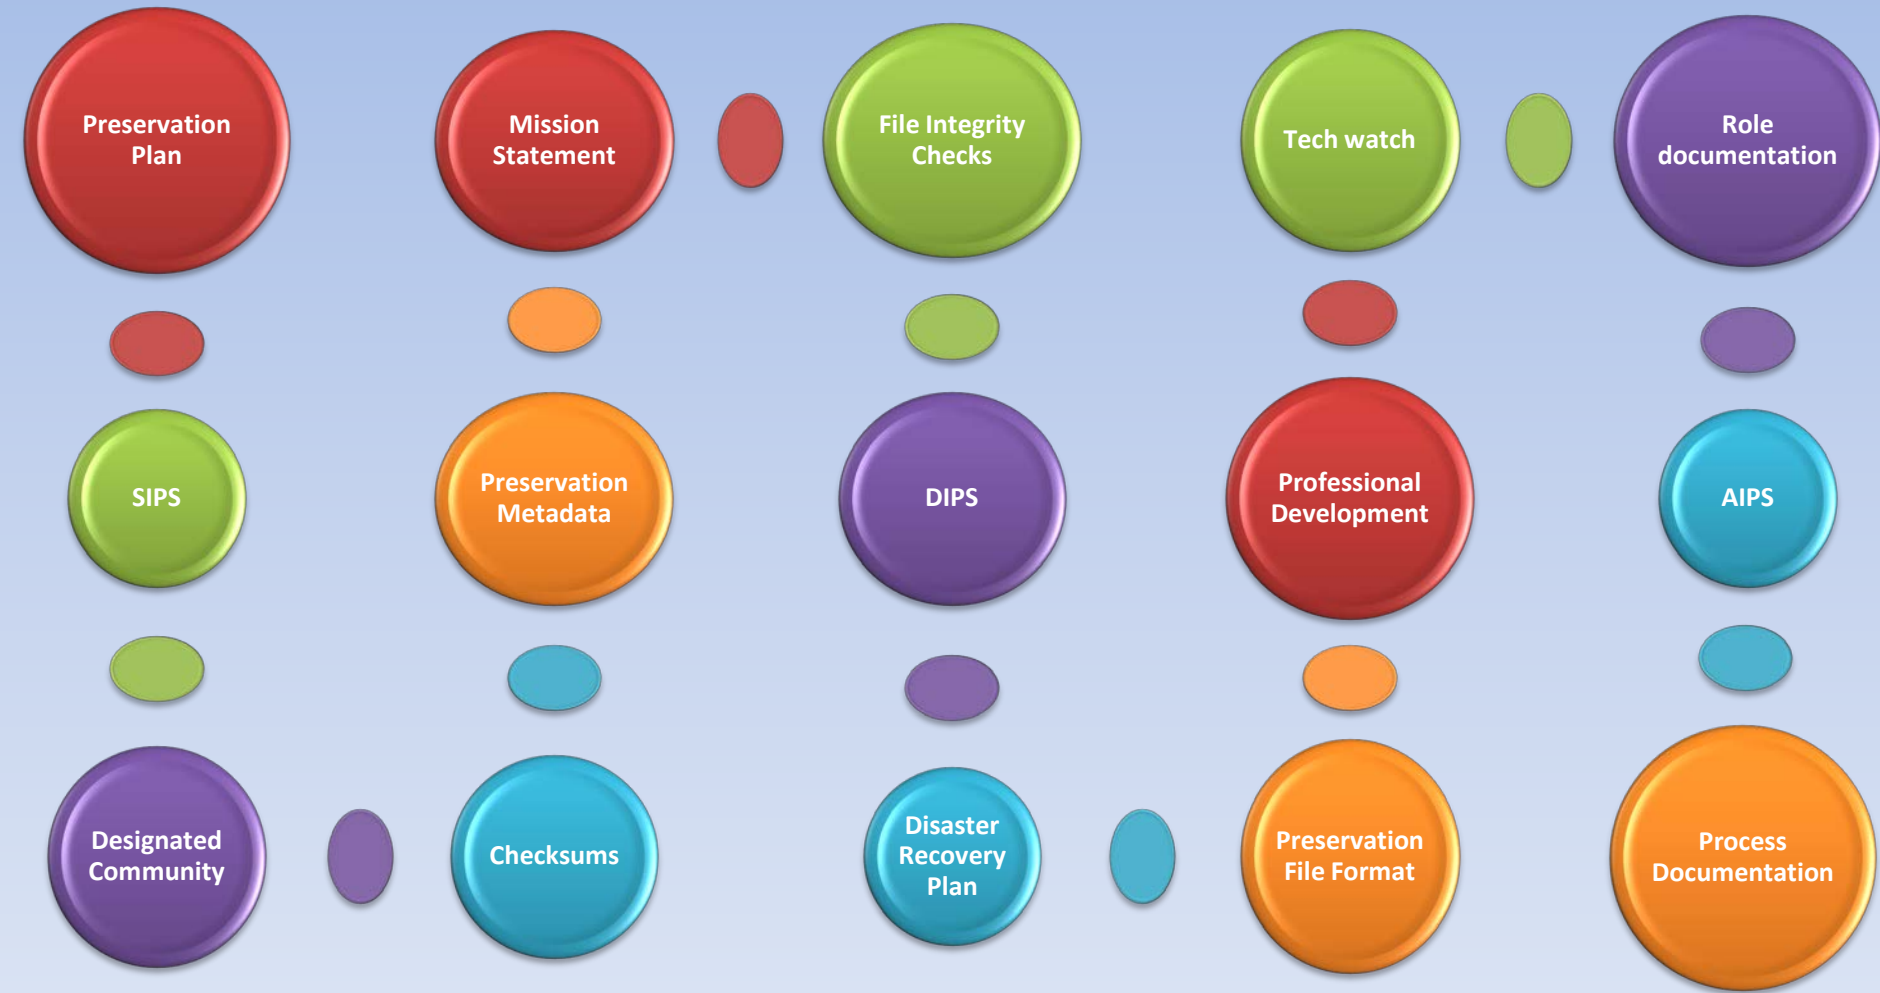 Preservation
Plan
Mission
Statement
File Integrity
Checks
Tech watch
Role
documentation
SIPS
Preservation
Metadata
DIPS
Professional
Development
AIPS
Designated
Community
Checksums
Disaster
Recovery
Plan
Preservation
File Format
Process
Documentation